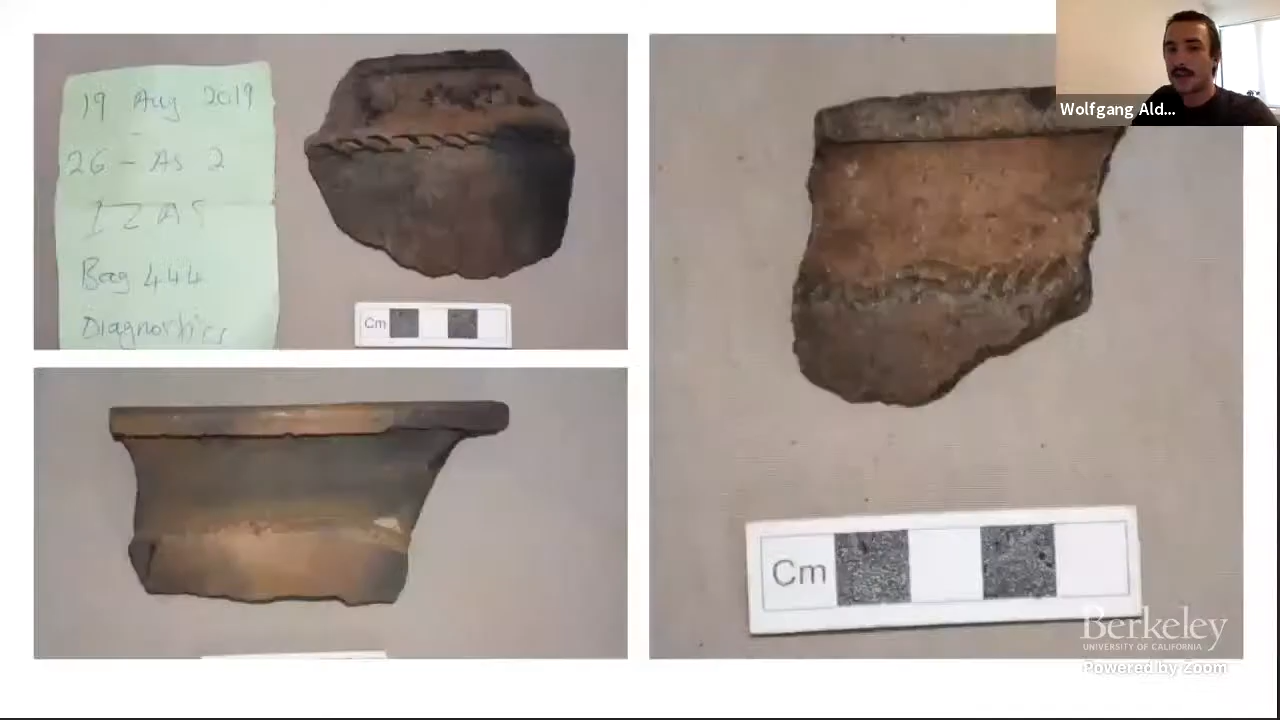 19 Aug 2019
26 - As 2
Bag 444
Diagnostics
Cm
Cm
Wolfgang Ald...
Berkeley
UNIVERSITY OF CALIFORNIA
Powered by Zoom